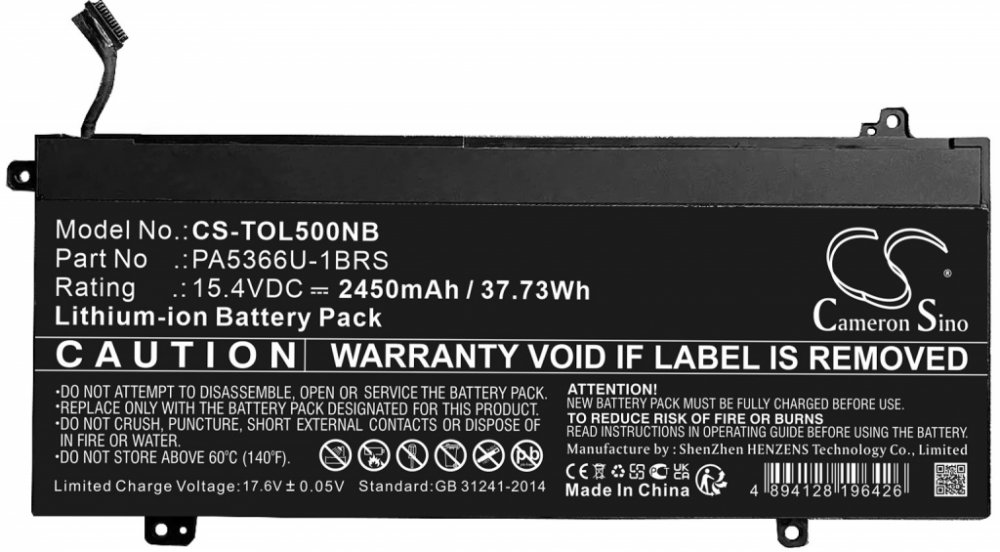 Model No.:CS-TOL500NB
Part No .:PA5366U-1BRS
Rating .:15.4VDC ⎓ 2450mAh / 37.73Wh
Lithium-ion Battery Pack
Cameron Sino
®
CAUTION WARRANTY VOID IF LABEL IS REMOVED
•DO NOT ATTEMPT TO DISASSEMBLE, OPEN OR SERVICE THE BATTERY PACK.
•REPLACE ONLY WITH THE BATTERY PACK DESIGNATED FOR THIS PRODUCT.
•DO NOT CRUSH, PUNCTURE, SHORT EXTERNAL CONTACTS OR DISPOSE OF
IN FIRE OR WATER.
•DO NOT STORE ABOVE 60℃ (140℉).
Limited Charge Voltage:17.6V ± 0.05V Standard:GB 31241-2014
ATTENTION!
NEW BATTERY PACK MUST BE FULLY CHARGED BEFORE USE.
TO REDUCE RISK OF FIRE OR BURNS
READ INSTRUCTIONS IN OPERATING GUIDE BEFORE USING THE BATTERY.
Manufacture by : ShenZhen HENZENS Technology Co., Limited
Made In China
4 894128 196426
Pb